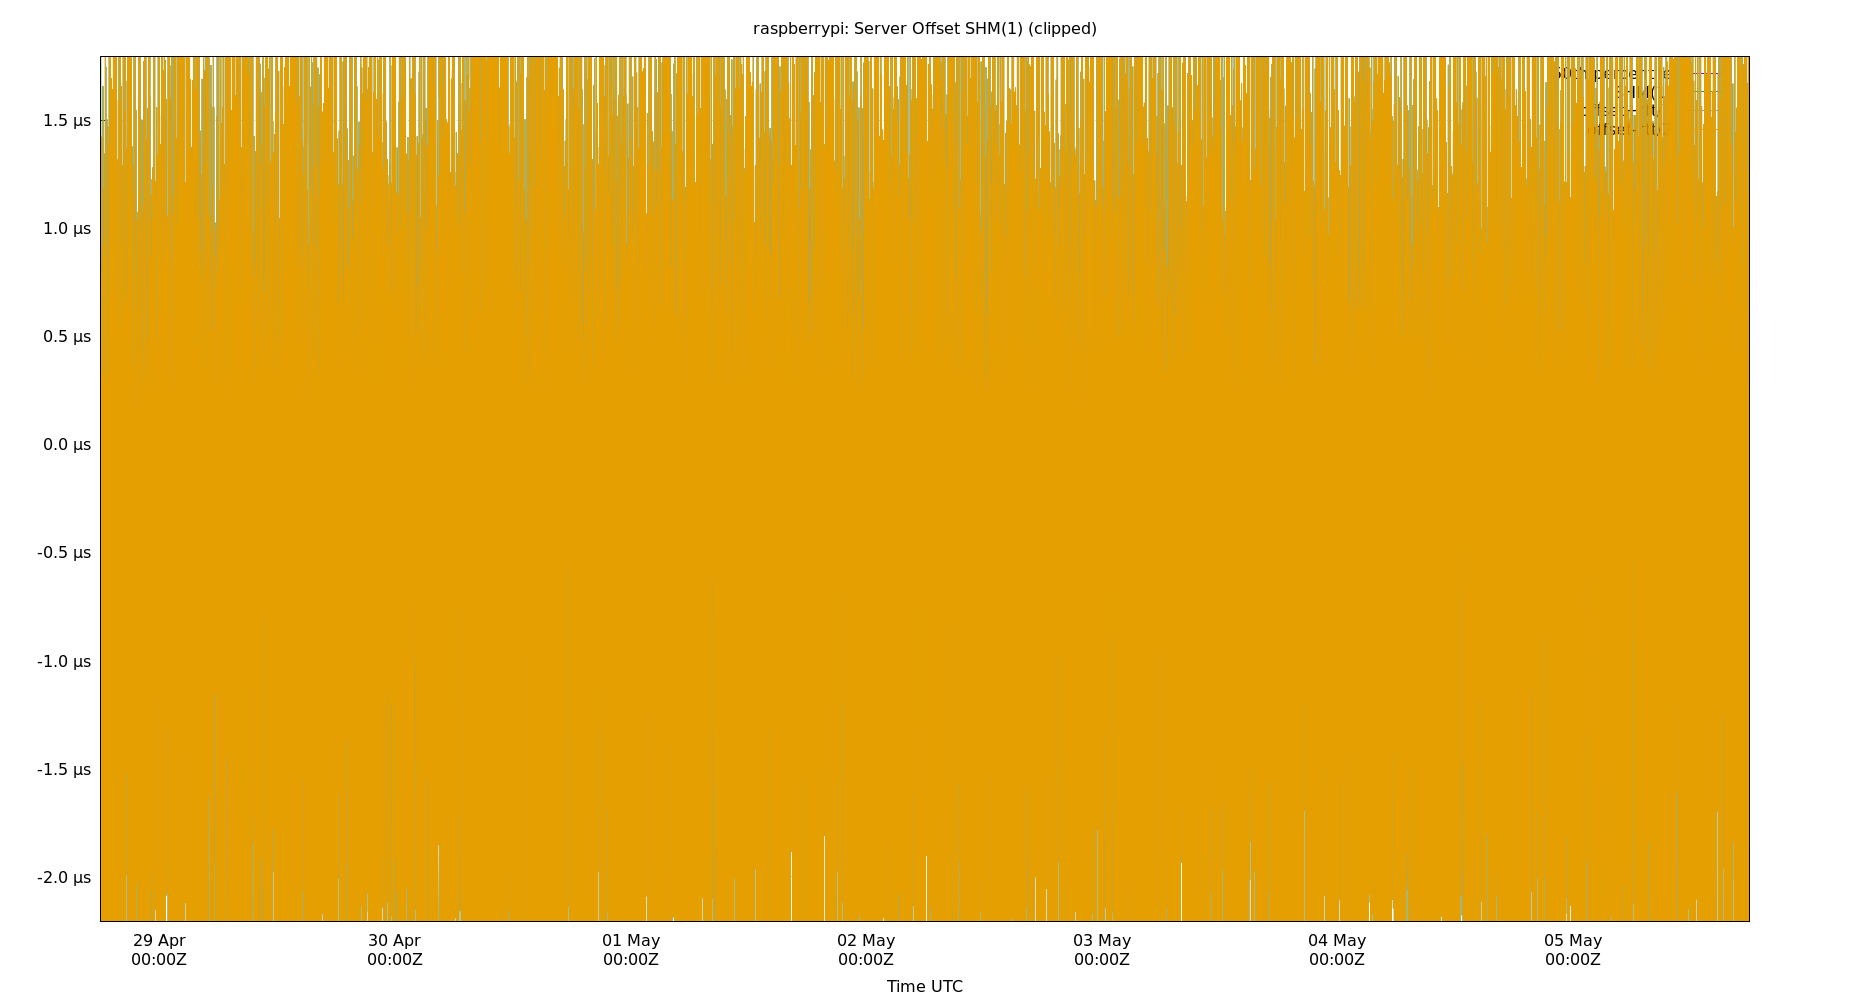 raspberrypi: Server Offset SHM(1) (clipped)
1.5 µs
1.0 µs
0.5 µs
0.0 µs
-0.5 µs
-1.0 µs
-1.5 µs
-2.0 µs
29 Apr 30 Apr 01 May 02 May 03 May 04 May 05 May
00:00Z 00:00Z 00:00Z 00:00Z 00:00Z 00:00Z 00:00Z
Time UTC